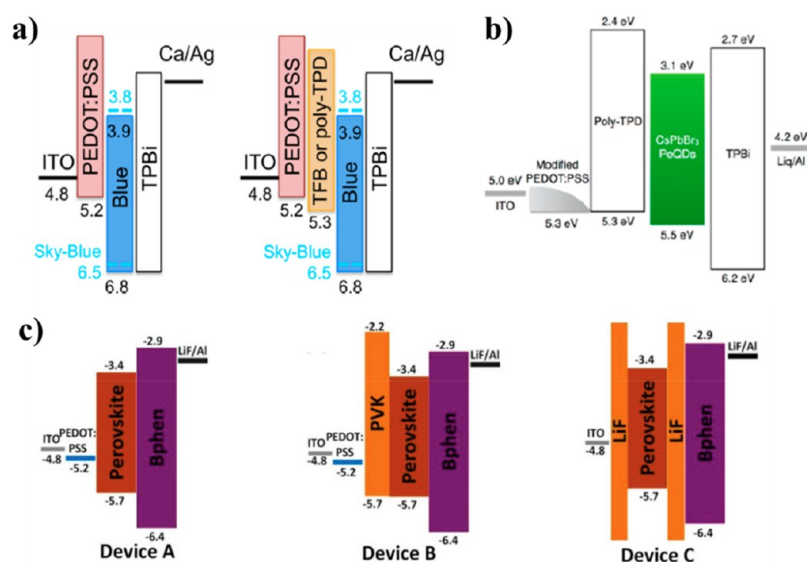 a)
Ca/Ag
PEDOT:PSS
3.8
3.9
ITO
4.8
5.2
Blue
TPBi
Sky-Blue
6.5
6.8
Ca/Ag
PEDOT:PSS
TFB or poly-TPD
3.8
3.9
ITO
4.8
5.2
5.3
Blue
TPBi
Sky-Blue
6.5
6.8
b)
2.4 eV
2.7 eV
3.1 eV
Poly-TPD
CsPbBr₃
PeQDs
TPBi
4.2 eV
Liq/Al
Modified
PEDOT:PSS
5.0 eV
ITO
5.3 eV
5.3 eV
5.5 eV
6.2 eV
c)
-2.9
LiF/Al
-3.4
Perovskite
Bphen
ITO
PEDOT:
PSS
-4.8
-5.2
-5.7
-6.4
Device A
-2.2
-2.9
LiF/Al
-3.4
PVK
Perovskite
Bphen
ITO
PEDOT:
PSS
-4.8
-5.2
-5.7
-5.7
-6.4
Device B
-2.9
LiF/Al
-3.4
LiF
Perovskite
LiF
Bphen
ITO
-4.8
-5.7
-6.4
Device C